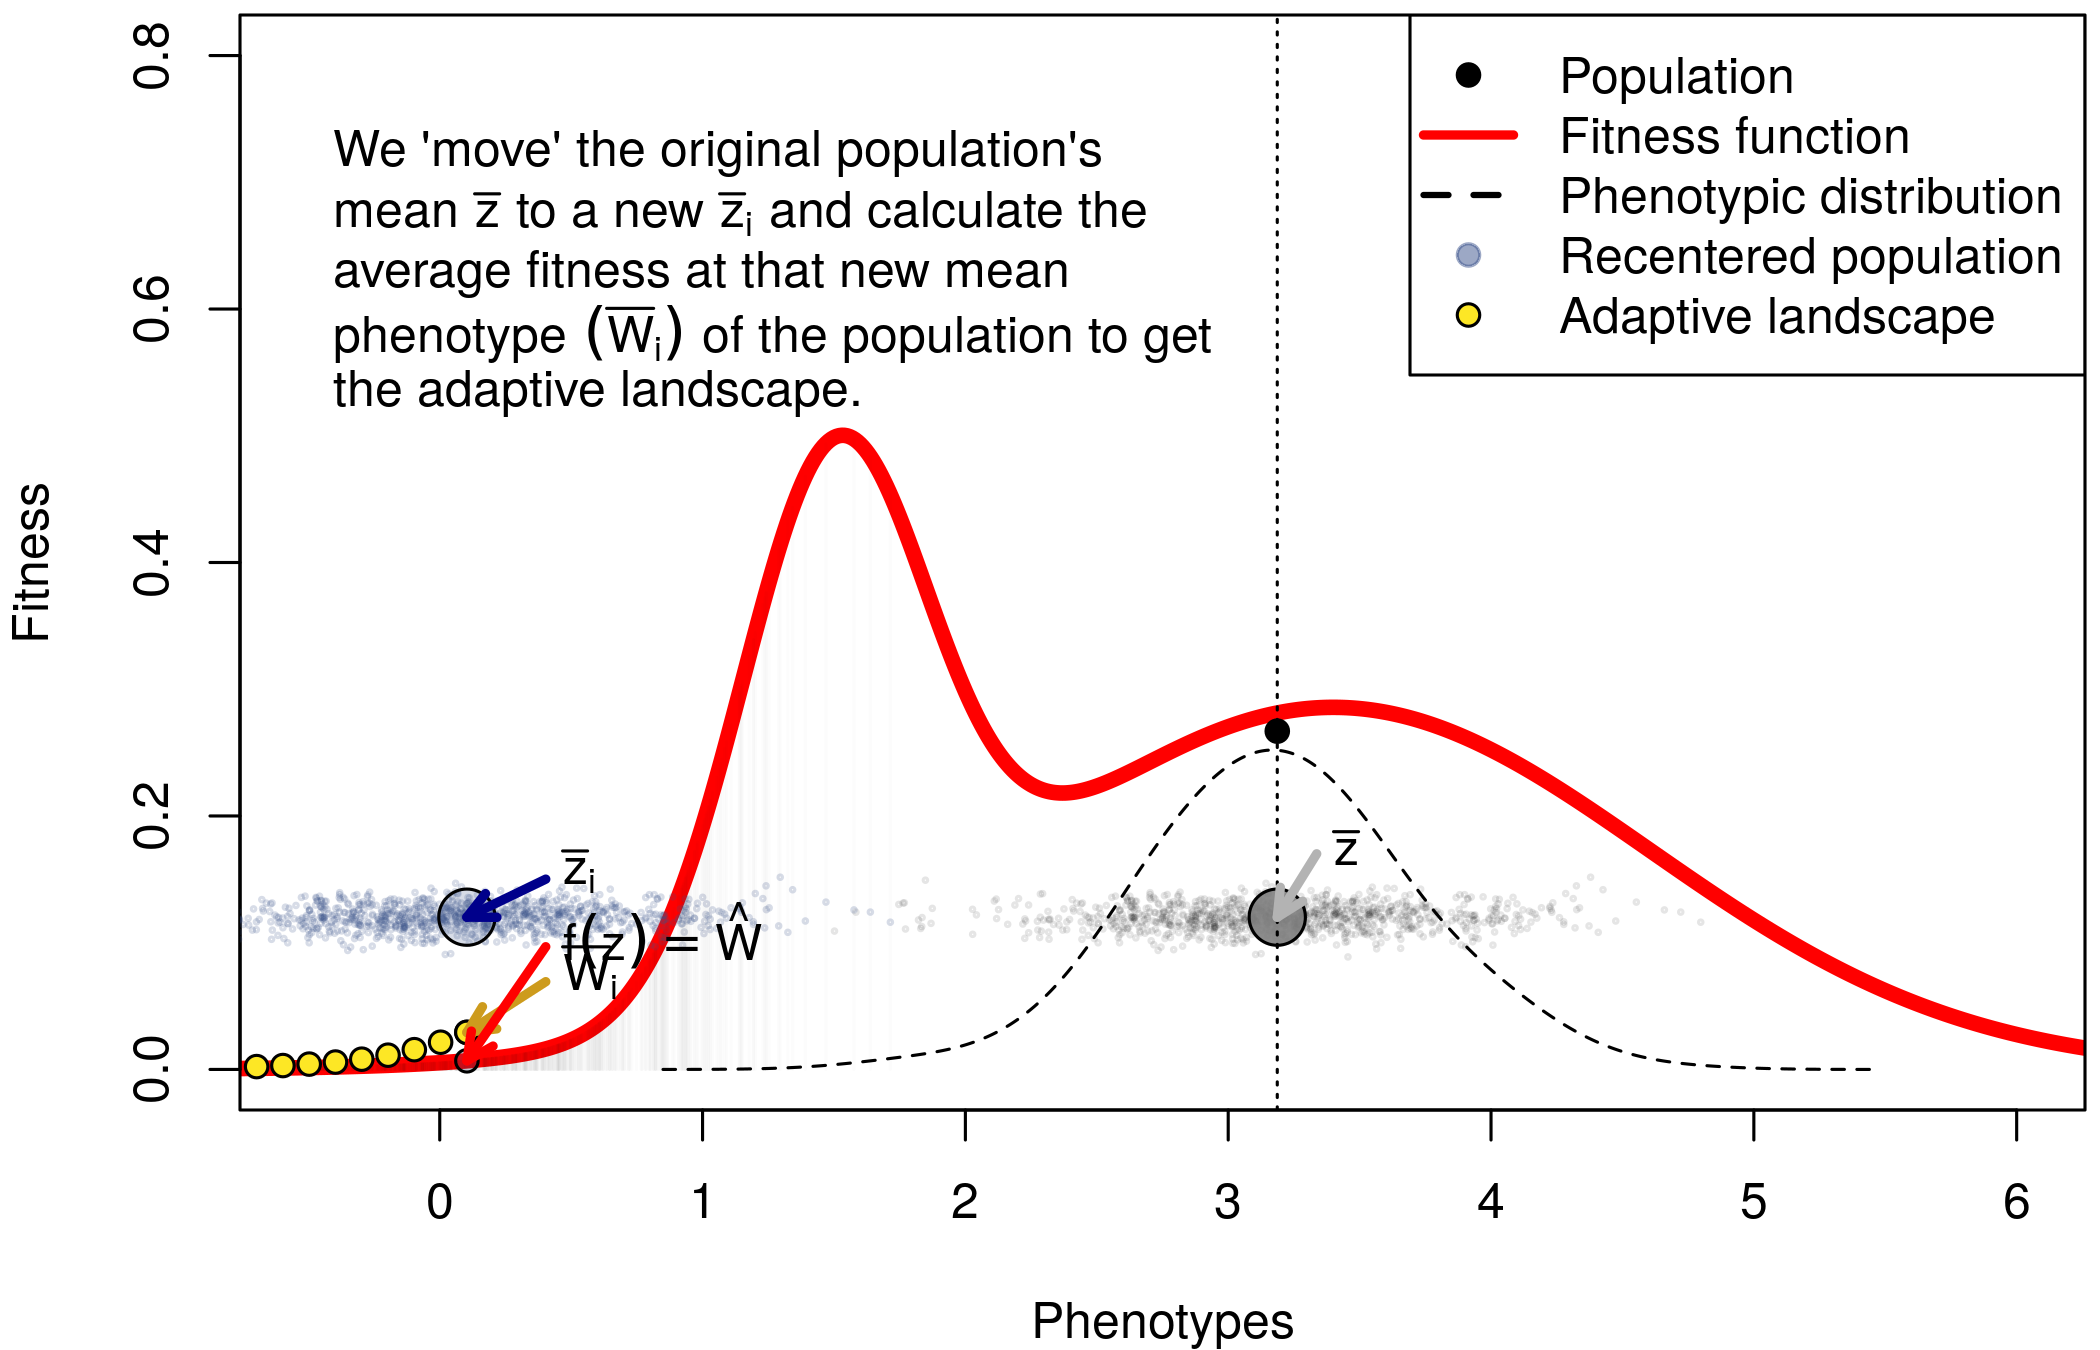 0.8
0.6
0.4
0.2
0.0
Fitness
We 'move' the original population's
mean z̅ to a new z̅ᵢ and calculate the
average fitness at that new mean
phenotype (W̅ᵢ) of the population to get
the adaptive landscape.
Population
Fitness function
Phenotypic distribution
Recentered population
Adaptive landscape
z̅
z̅ᵢ
f(z) = Ŵ
W̅ᵢ
0 1 2 3 4 5 6
Phenotypes